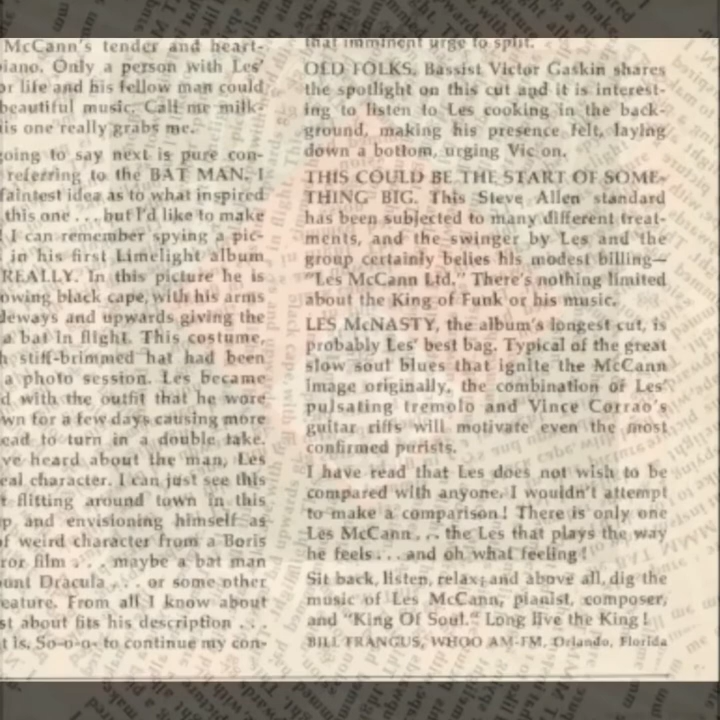 McCann's tender and heart-
piano. Only a person with Les'
or life and his fellow man could
beautiful music. Call me milk-
is one really grabs me.
going to say next is pure con-
referring to the BAT MAN. I
faintest idea as to what inspired
this one . . . but I'd like to make
I can remember spying a pic-
in his first Limelight album
REALLY. In this picture he is
owing black cape, with his arms
deways and upwards giving the
a bat in flight. This costume,
h stiff-brimmed hat had been
a photo session. Les became
d with the outfit that he wore
wn for a few days causing more
ead to turn in a double take.
ve heard about the man, Les
eal character. I can just see this
t flitting around town in this
p and envisioning himself as
of weird character from a Boris
ror film . . . maybe a bat man
ount Dracula . . . or some other
eature. From all I know about
st about fits his description . . .
t is. So-o-o- to continue my con-
that imminent urge to split.
OLD FOLKS, Bassist Victor Gaskin shares
the spotlight on this cut and it is interest-
ing to listen to Les cooking in the back-
ground, making his presence felt, laying
down a bottom, urging Vic on.
THIS COULD BE THE START OF SOME-
THING BIG. This Steve Allen standard
has been subjected to many different treat-
ments, and the swinger by Les and the
group certainly belies his modest billing—
"Les McCann Ltd." There's nothing limited
about the King of Funk or his music.
LES McNASTY, the album's longest cut, is
probably Les' best bag. Typical of the great
slow soul blues that ignite the McCann
image originally, the combination of Les'
pulsating tremolo and Vince Corrao's
guitar riffs will motivate even the most
confirmed purists.
I have read that Les does not wish to be
compared with anyone. I wouldn't attempt
to make a comparison! There is only one
Les McCann . . . the Les that plays the way
he feels . . . and oh what feeling!
Sit back, listen, relax; and above all, dig the
music of Les McCann, pianist, composer,
and "King Of Soul." Long live the King!
BILL FRANGUS, WHOO AM-FM, Orlando, Florida